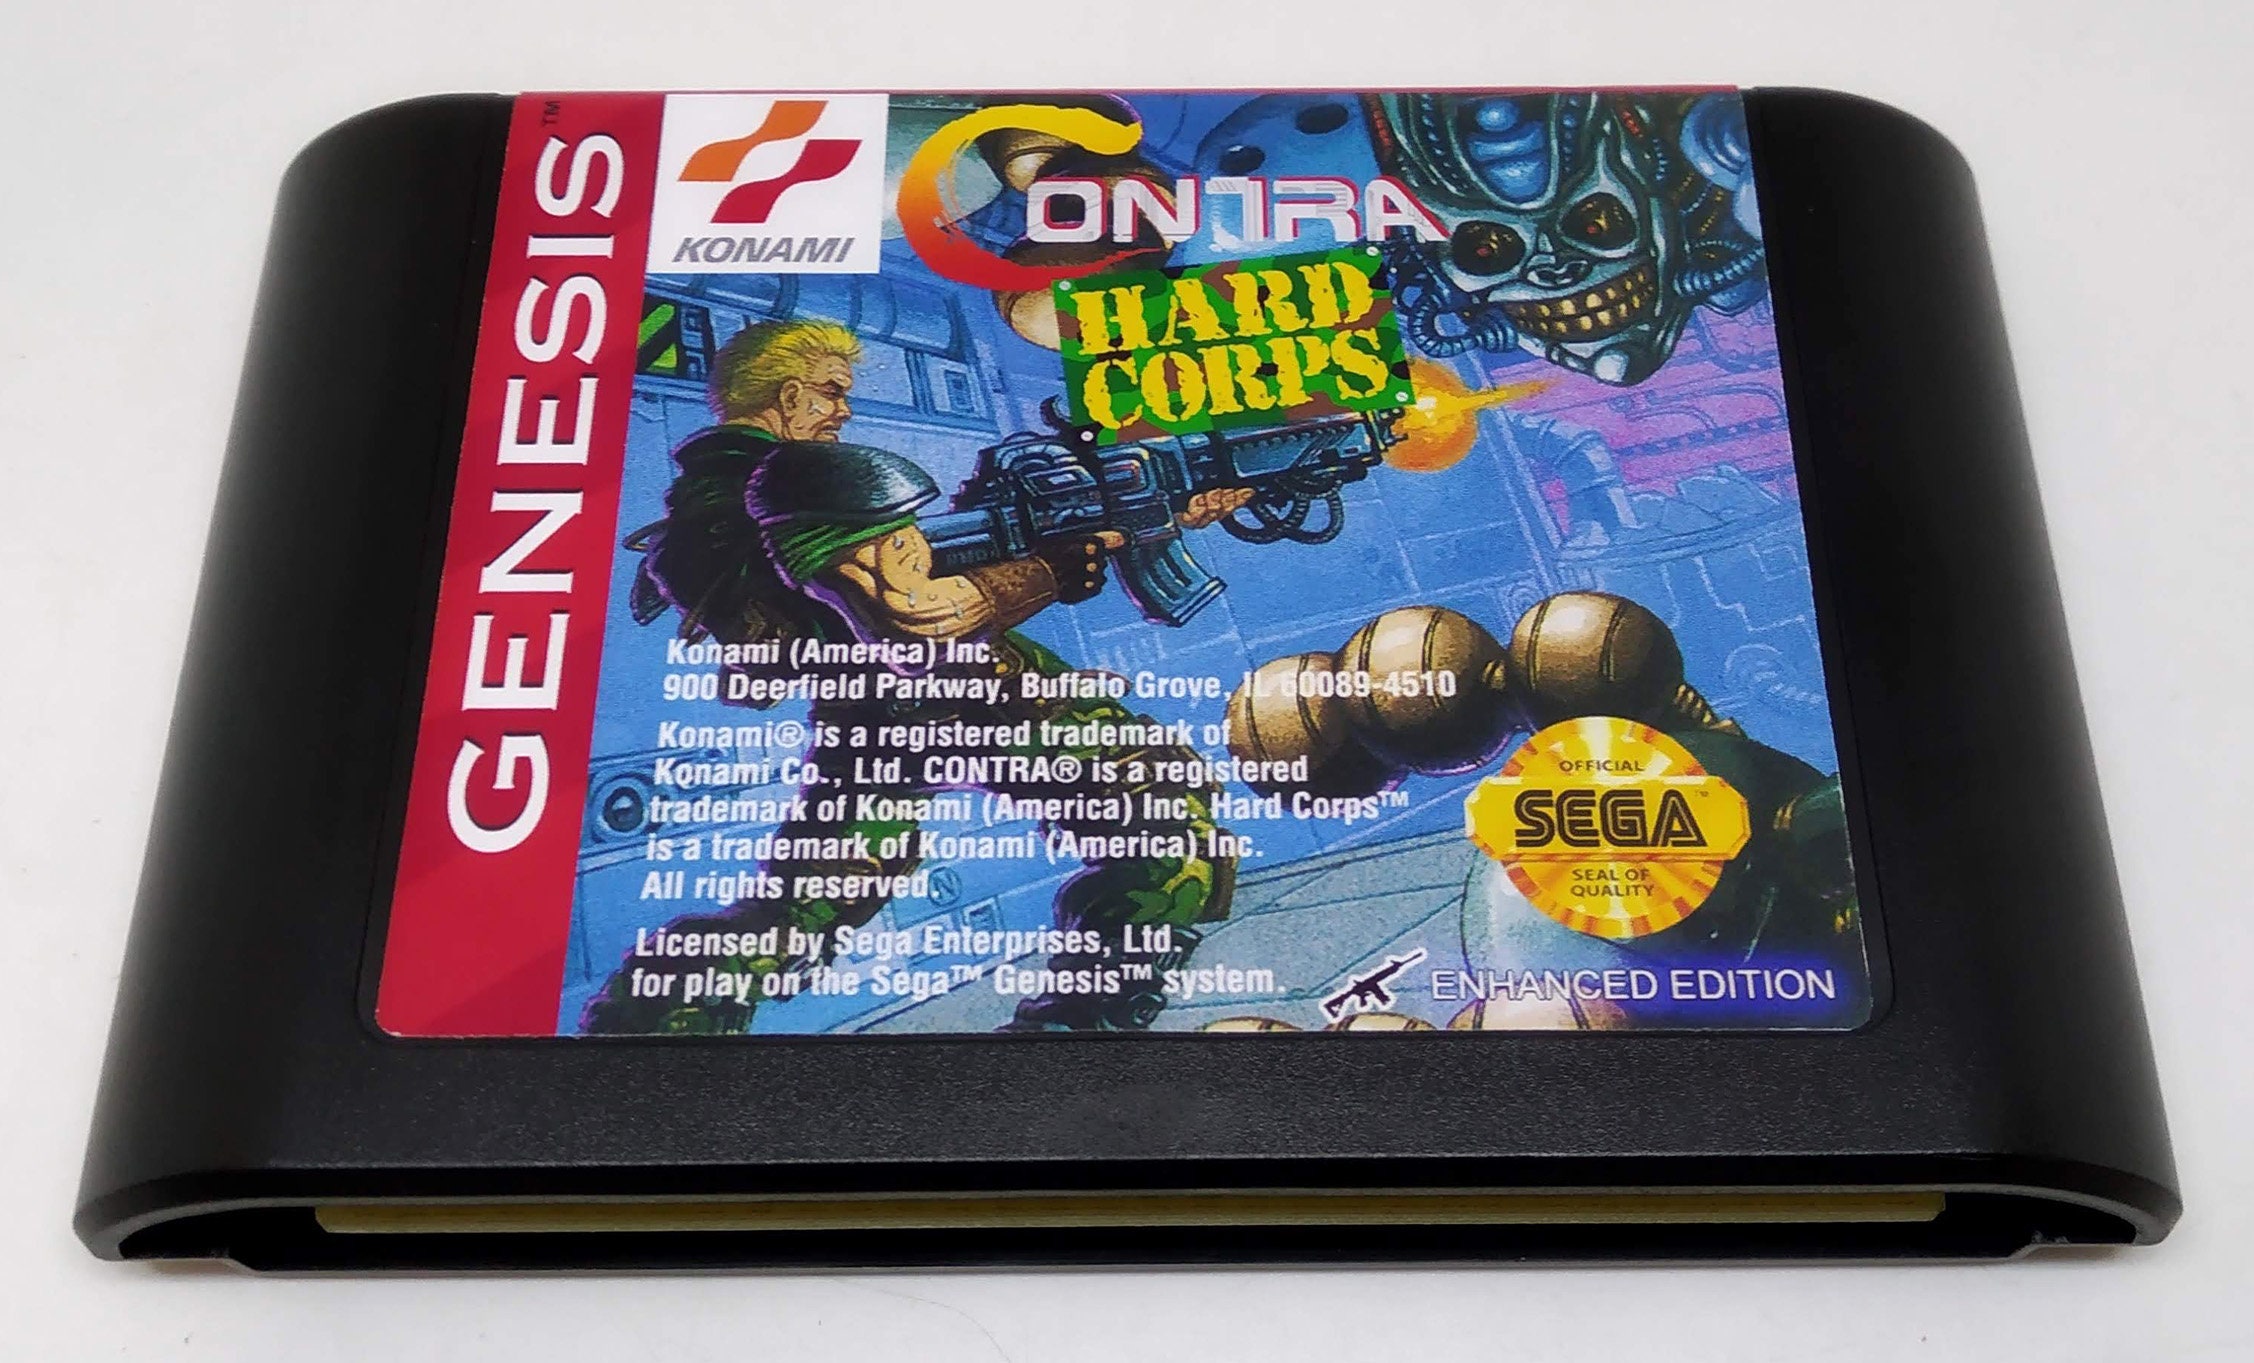 GENESIS™
KONAMI
CONTRA
HARD
CORPS
Konami (America) Inc.
900 Deerfield Parkway, Buffalo Grove, IL 60089-4510
Konami® is a registered trademark of
Konami Co., Ltd. CONTRA® is a registered
trademark of Konami (America) Inc. Hard Corps™
is a trademark of Konami (America) Inc.
All rights reserved.
Licensed by Sega Enterprises, Ltd.
for play on the Sega™ Genesis™ system.
OFFICIAL
SEGA™
SEAL OF
QUALITY
ENHANCED EDITION